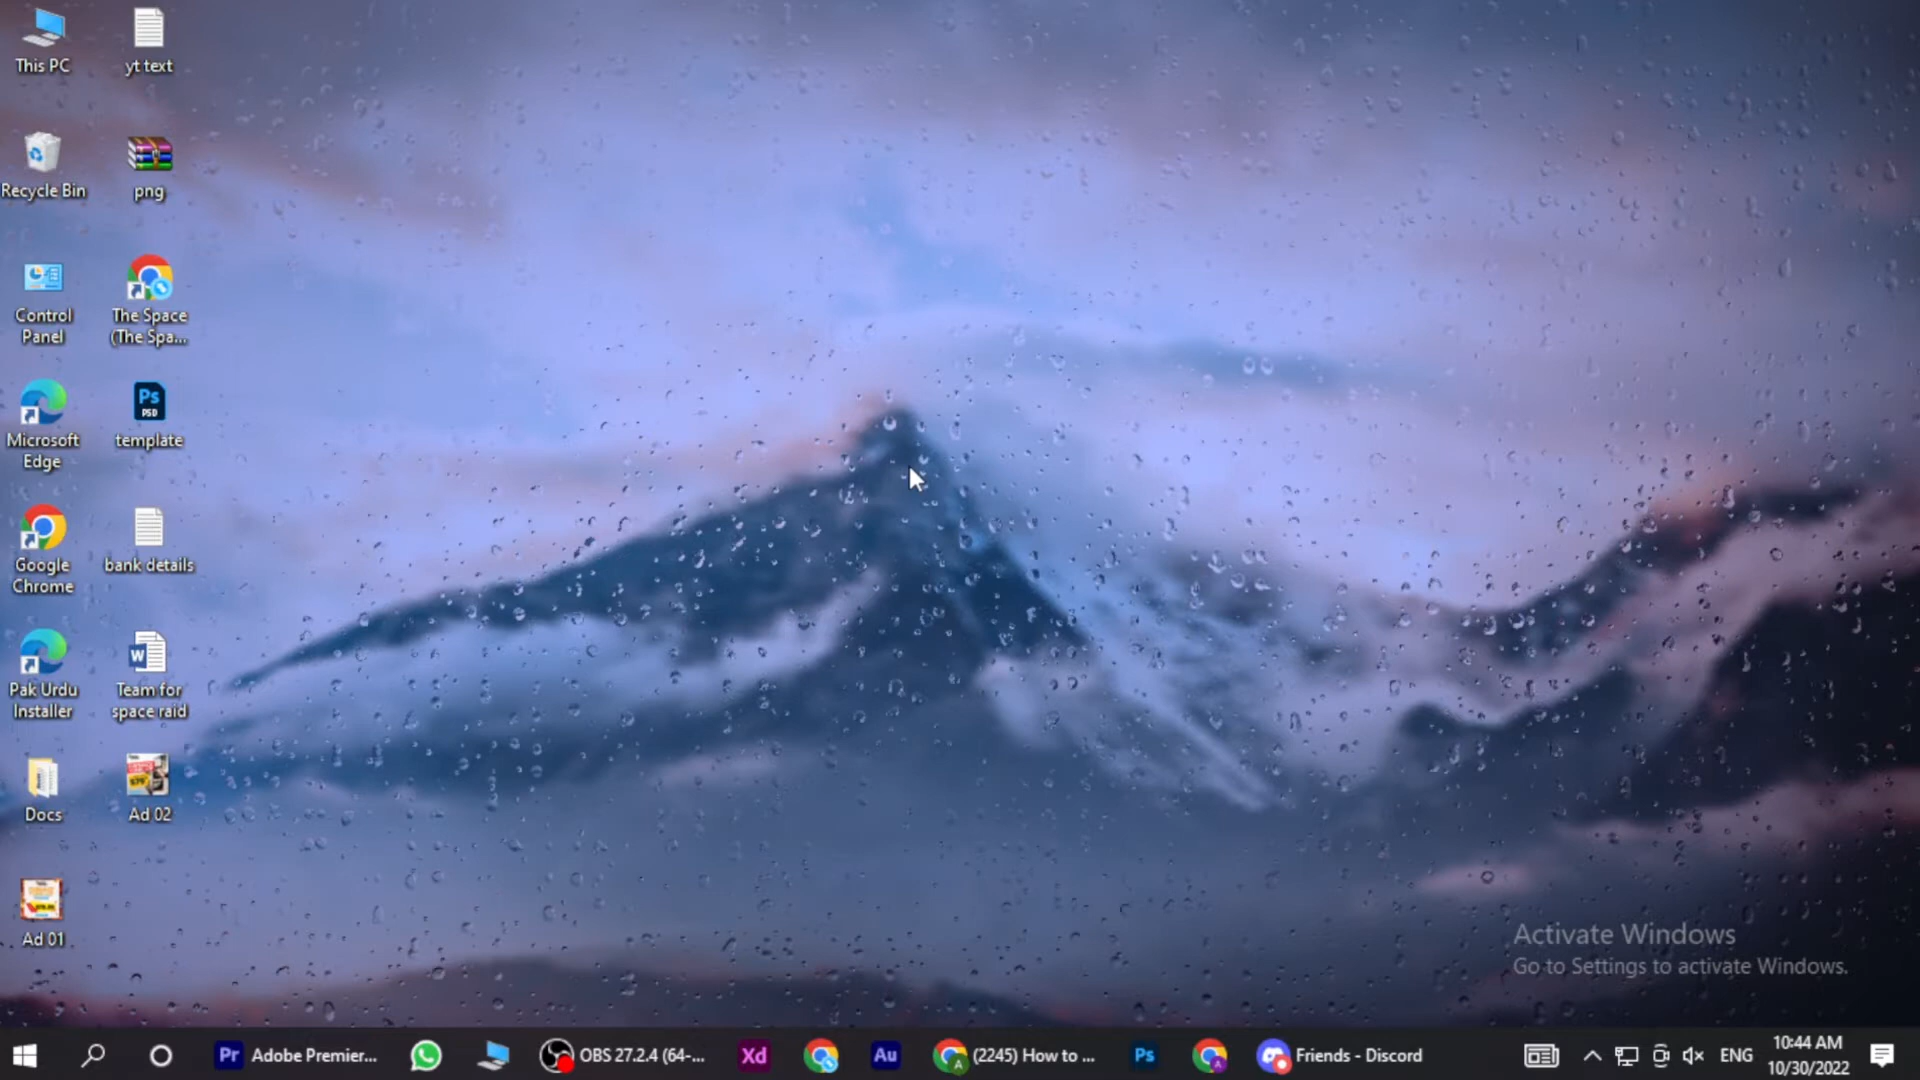 This PC
yt text
Recycle Bin
png
Control
Panel
The Space
(The Spa...
Microsoft
Edge
Ps
PSD
template
Google
Chrome
bank details
Pak Urdu
Installer
W
Team for
space raid
Docs
Ad 02
Ad 01
Activate Windows
Go to Settings to activate Windows.
Pr Adobe Premier...
OBS 27.2.4 (64-...
Xd
Au
A
(2245) How to ...
Ps
Friends - Discord
ENG
10:44 AM
10/30/2022